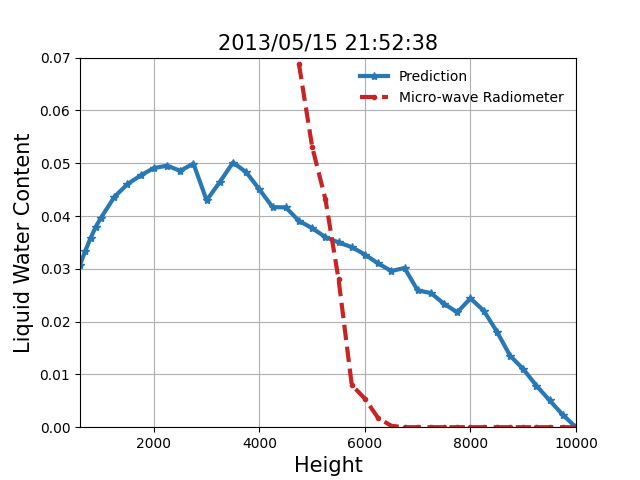 2013/05/15 21:52:38
Prediction
Micro-wave Radiometer
Liquid Water Content
0.07
0.06
0.05
0.04
0.03
0.02
0.01
0.00
2000 4000 6000 8000 10000
Height